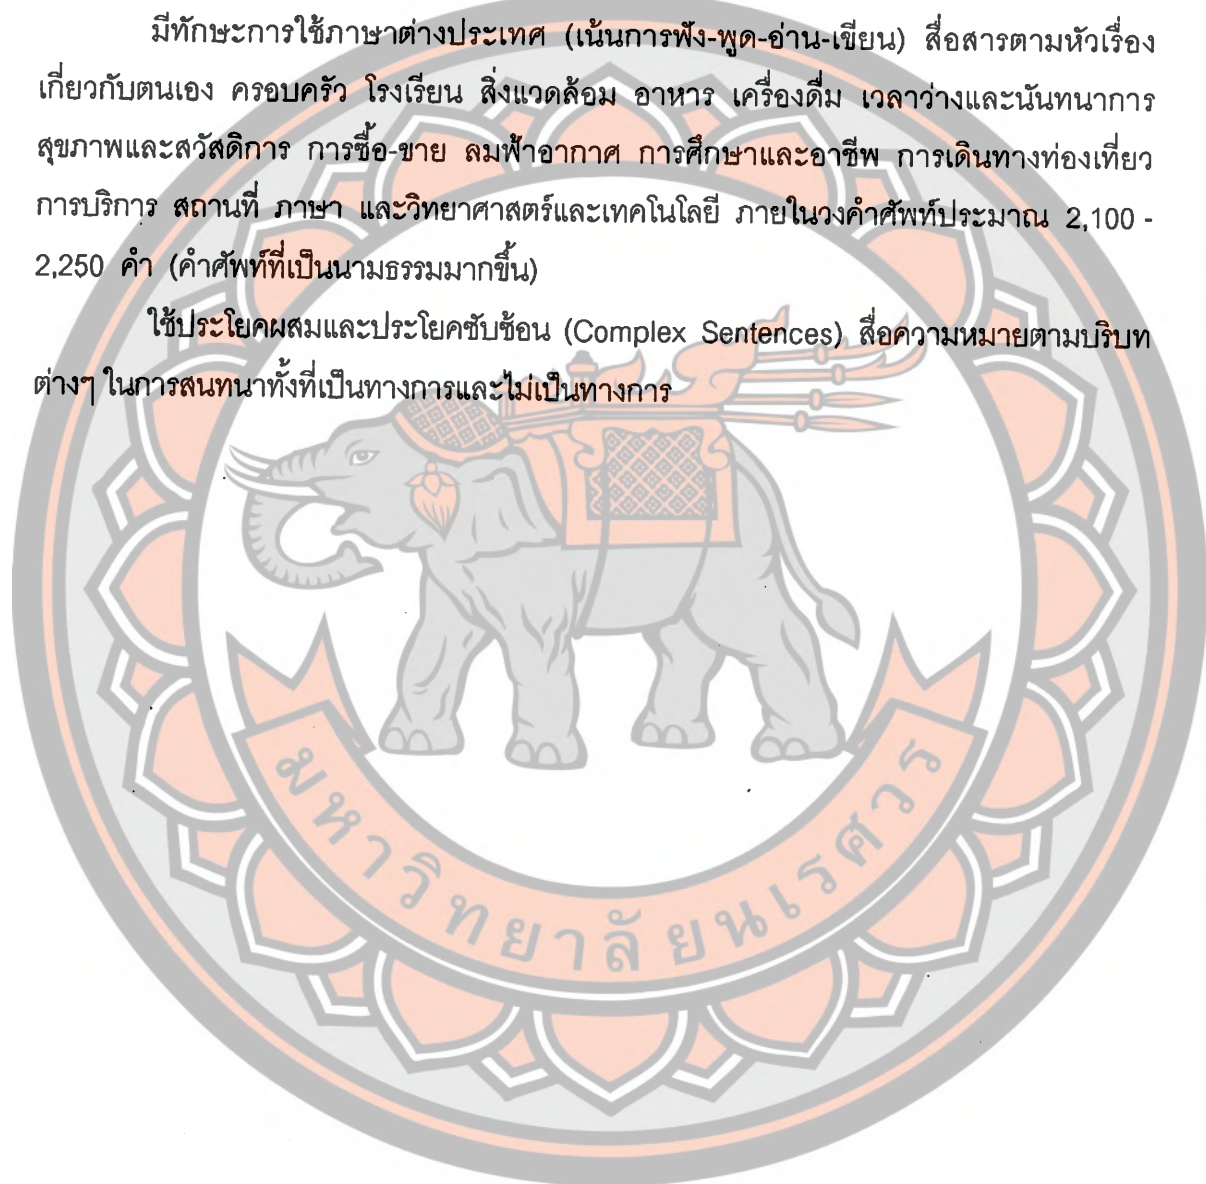 มีทักษะการใช้ภาษาต่างประเทศ (เน้นการฟัง-พูด-อ่าน-เขียน) สื่อสารตามหัวเรื่อง
เกี่ยวกับตนเอง ครอบครัว โรงเรียน สิ่งแวดล้อม อาหาร เครื่องดื่ม เวลาว่างและนันทนาการ
สุขภาพและสวัสดิการ การซื้อ-ขาย ลมฟ้าอากาศ การศึกษาและอาชีพ การเดินทางท่องเที่ยว
การบริการ สถานที่ ภาษา และวิทยาศาสตร์และเทคโนโลยี ภายในวงคำศัพท์ประมาณ 2,100 -
2,250 คำ (คำศัพท์ที่เป็นนามธรรมมากขึ้น)
ใช้ประโยคผสมและประโยคซับซ้อน (Complex Sentences) สื่อความหมายตามบริบท
ต่างๆ ในการสนทนาทั้งที่เป็นทางการและไม่เป็นทางการ
มหาวิทยาลัยนเรศวร